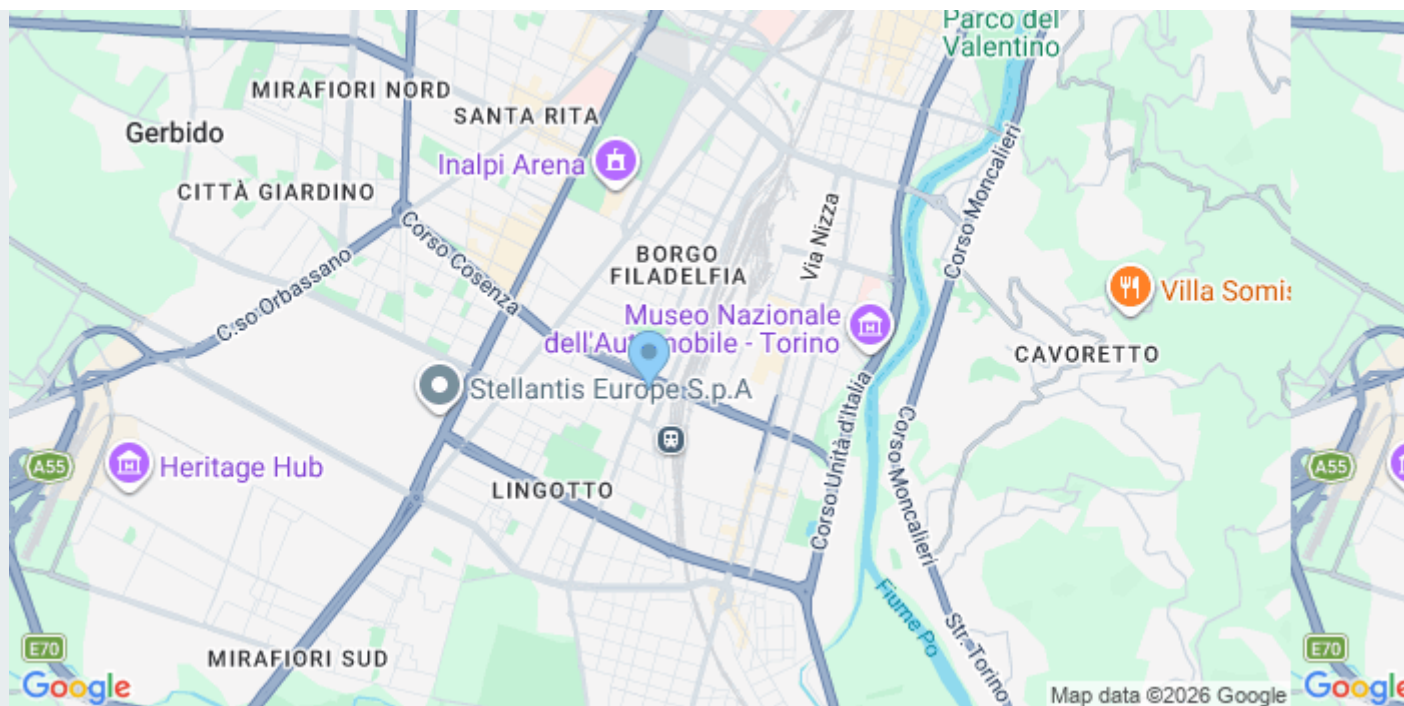 Parco del
Valentino
MIRAFIORI NORD
SANTA RITA
Gerbido
Inalpi Arena
CITTÀ GIARDINO
Corso Cosenza
C.so Orbassano
BORGO
FILADELFIA
Via Nizza
Corso Moncalieri
Villa Somis
Museo Nazionale
dell'Automobile - Torino
CAVORETTO
Stellantis Europe S.p.A
Corso Unità d'Italia
Corso Moncalieri
A55
Heritage Hub
A55
LINGOTTO
Fiume Po
Str. Torino
E70
MIRAFIORI SUD
E70
Google
Map data ©2026 Google
Google